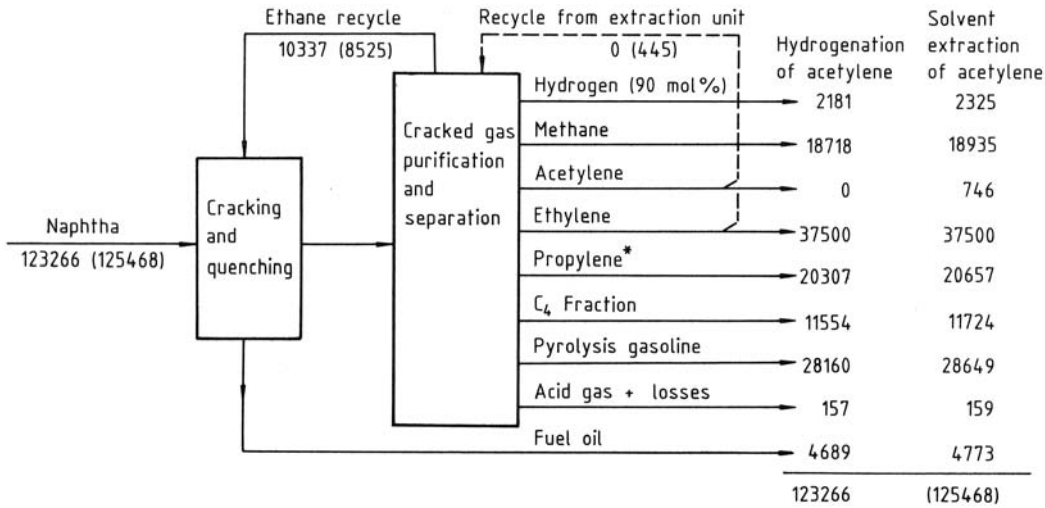 Ethane recycle
10337 (8525)
Recycle from extraction unit
0 (445)
Hydrogenation
of acetylene
Solvent
extraction
of acetylene
Naphtha
123266 (125468)
Cracking
and
quenching
Cracked gas
purification
and
separation
Hydrogen (90 mol%) 2181 2325
Methane 18718 18935
Acetylene 0 746
Ethylene 37500 37500
Propylene* 20307 20657
C₄ Fraction 11554 11724
Pyrolysis gasoline 28160 28649
Acid gas + losses 157 159
Fuel oil 4689 4773
123266 (125468)